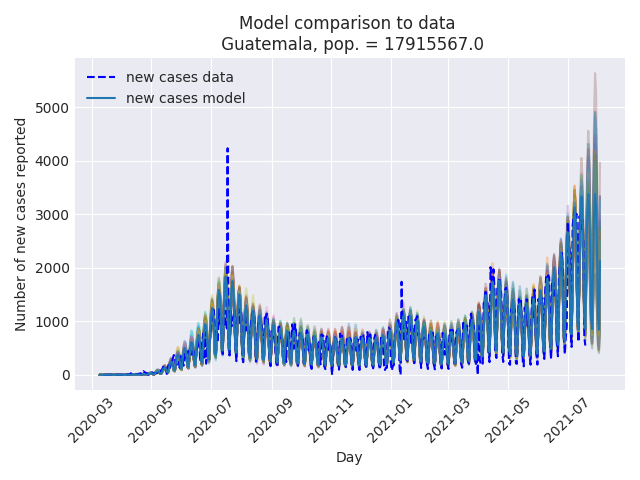 Model comparison to data
Guatemala, pop. = 17915567.0
new cases data
new cases model
Number of new cases reported
5000
4000
3000
2000
1000
0
2020-03
2020-05
2020-07
2020-09
2020-11
2021-01
2021-03
2021-05
2021-07
Day